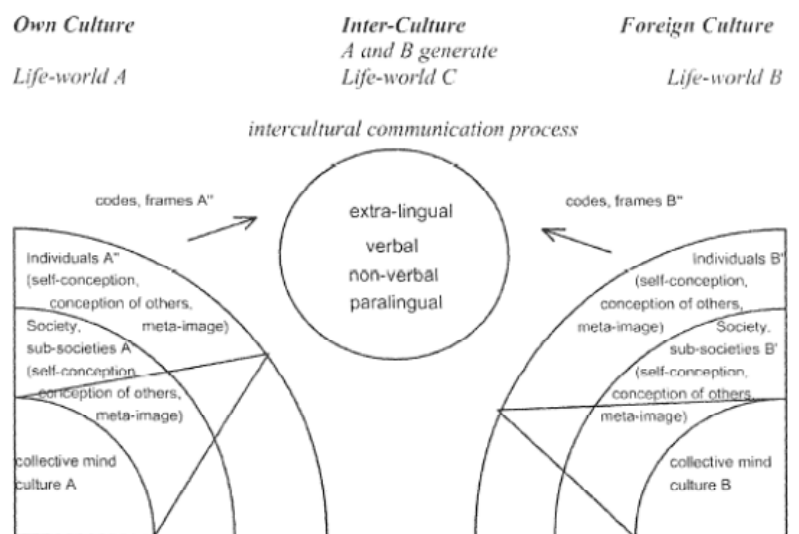 Own Culture
Inter-Culture
Foreign Culture
A and B generate
Life-world A
Life-world C
Life-world B
intercultural communication process
codes, frames A"
codes, frames B"
extra-lingual
verbal
non-verbal
paralingual
Individuals A"
(self-conception,
conception of others,
meta-image)
Society,
sub-societies A
(self-conception
conception of others,
meta-image)
collective mind
culture A
Individuals B'
(self-conception,
conception of others,
meta-image)
Society.
sub-societies B'
(self-conception,
conception of others,
meta-image)
collective mind
culture B